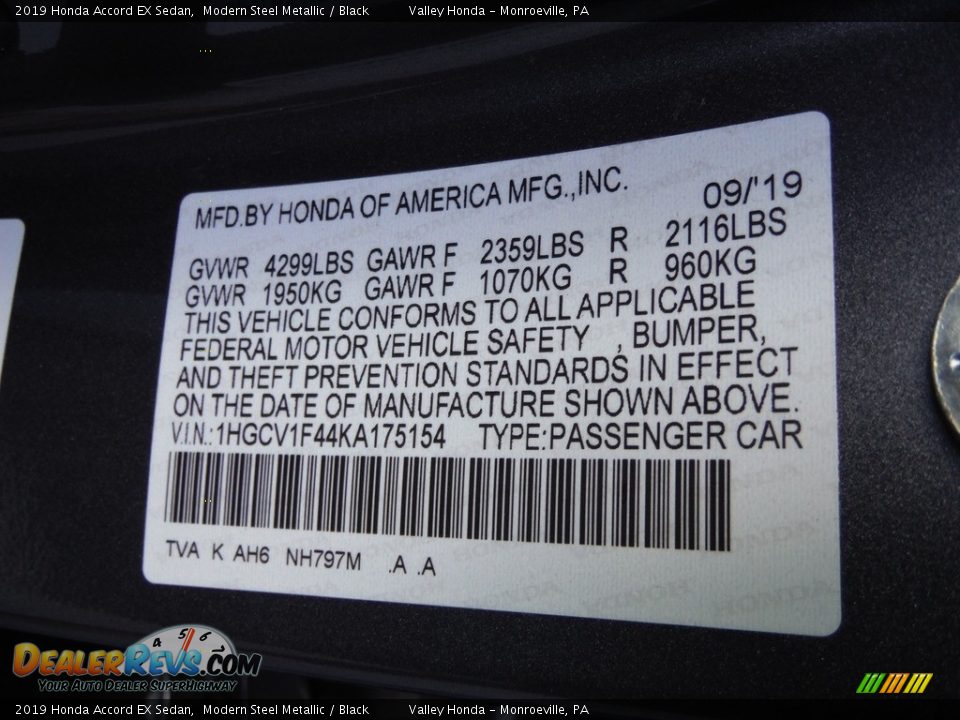 2019 Honda Accord EX Sedan, Modern Steel Metallic / Black Valley Honda - Monroeville, PA
MFD.BY HONDA OF AMERICA MFG.,INC. 09/'19
GVWR 4299LBS GAWR F 2359LBS R 2116LBS
GVWR 1950KG GAWR F 1070KG R 960KG
THIS VEHICLE CONFORMS TO ALL APPLICABLE
FEDERAL MOTOR VEHICLE SAFETY , BUMPER,
AND THEFT PREVENTION STANDARDS IN EFFECT
ON THE DATE OF MANUFACTURE SHOWN ABOVE.
V.I.N.:1HGCV1F44KA175154 TYPE:PASSENGER CAR
TVA K AH6 NH797M .A .A
4 5 6
DEALERREVS.COM
Your Auto Dealer SuperHighway
2019 Honda Accord EX Sedan, Modern Steel Metallic / Black Valley Honda - Monroeville, PA